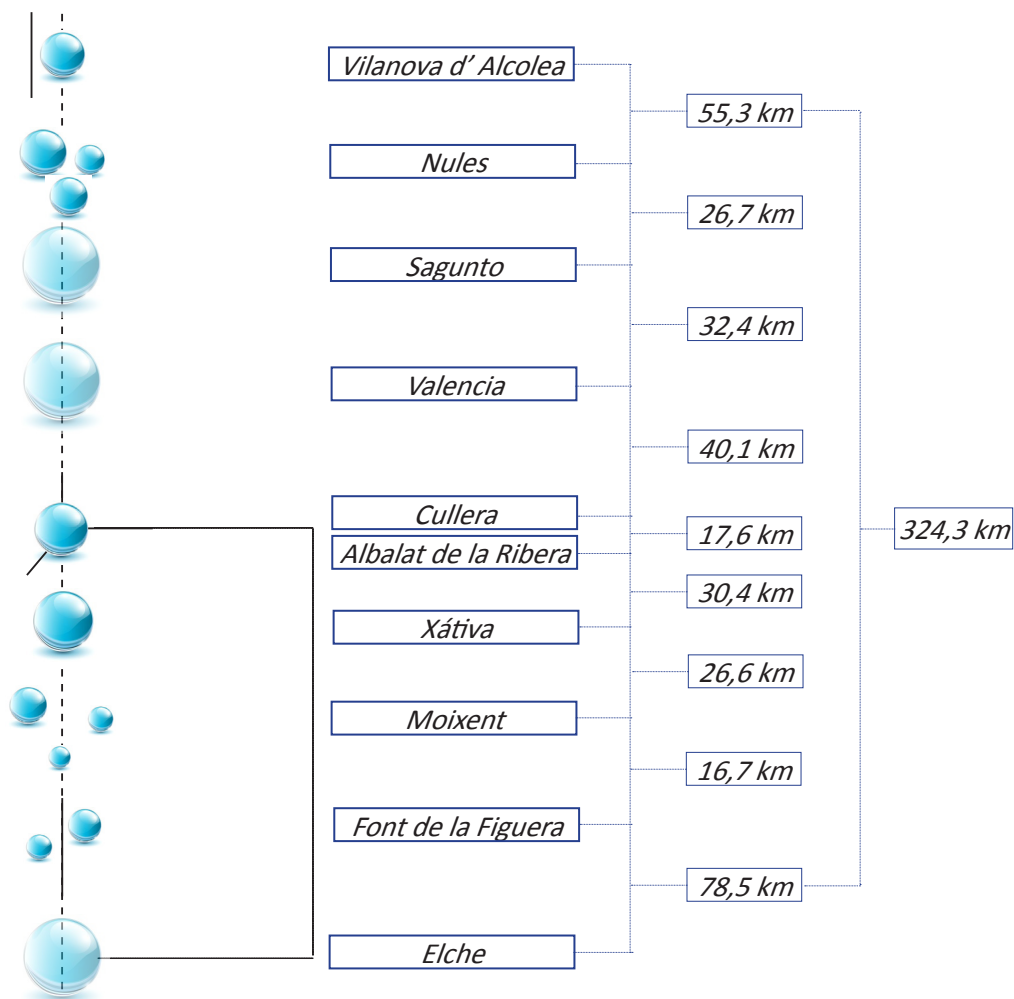 Vilanova d’ Alcolea
55,3 km
Nules
26,7 km
Sagunto
32,4 km
Valencia
40,1 km
Cullera
17,6 km
324,3 km
Albalat de la Ribera
30,4 km
Xátiva
26,6 km
Moixent
16,7 km
Font de la Figuera
78,5 km
Elche